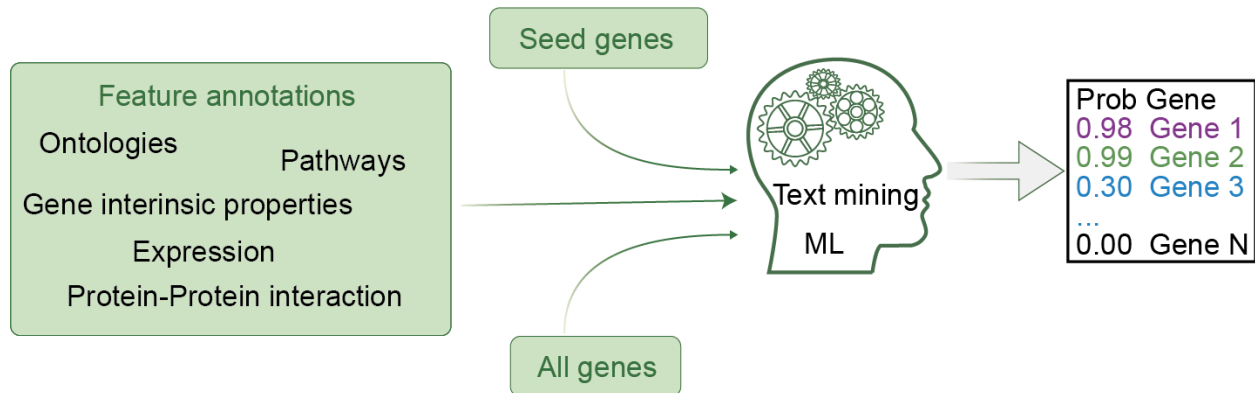 Seed genes
Feature annotations
Ontologies
Pathways
Gene interinsic properties
Expression
Protein-Protein interaction
All genes
Text mining
ML
Prob Gene
0.98 Gene 1
0.99 Gene 2
0.30 Gene 3
...
0.00 Gene N